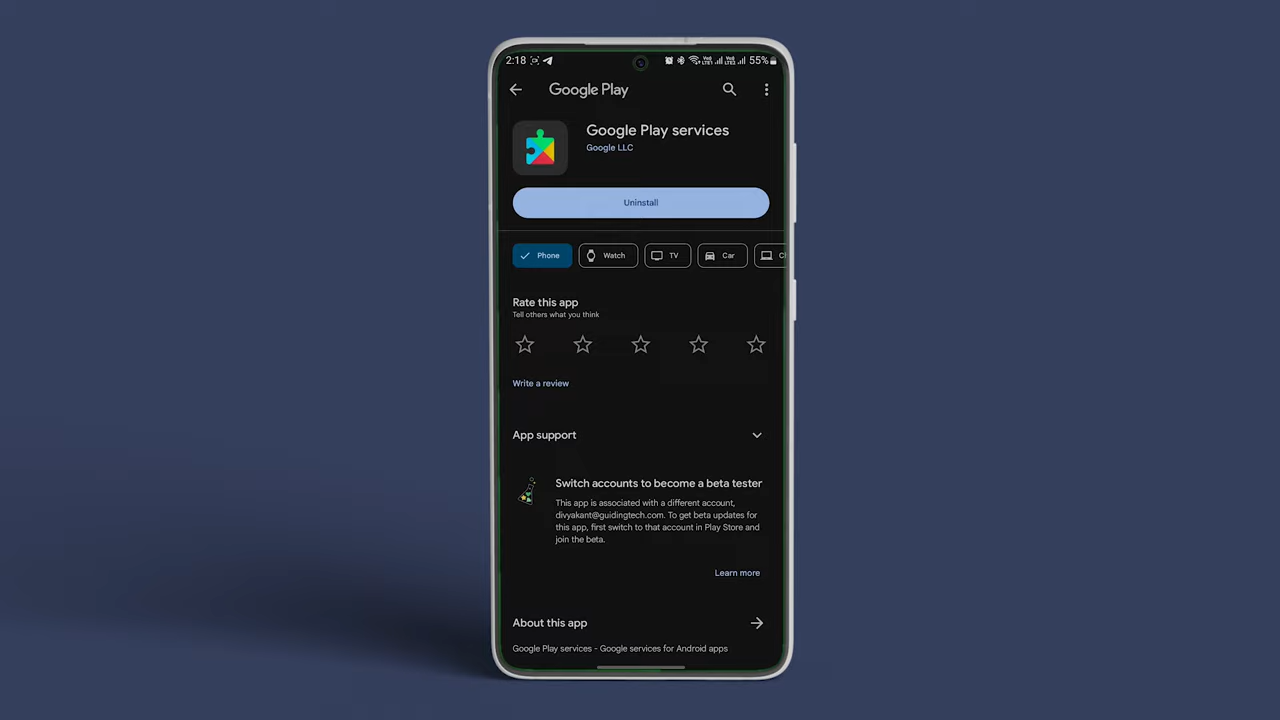 2:18 55%
Google Play
Google Play services
Google LLC
Uninstall
Phone Watch TV Car
Rate this app
Tell others what you think
Write a review
App support
Switch accounts to become a beta tester
This app is associated with a different account,
divyakant@guidingtech.com. To get beta updates for
this app, first switch to that account in Play Store and
join the beta.
Learn more
About this app
Google Play services - Google services for Android apps